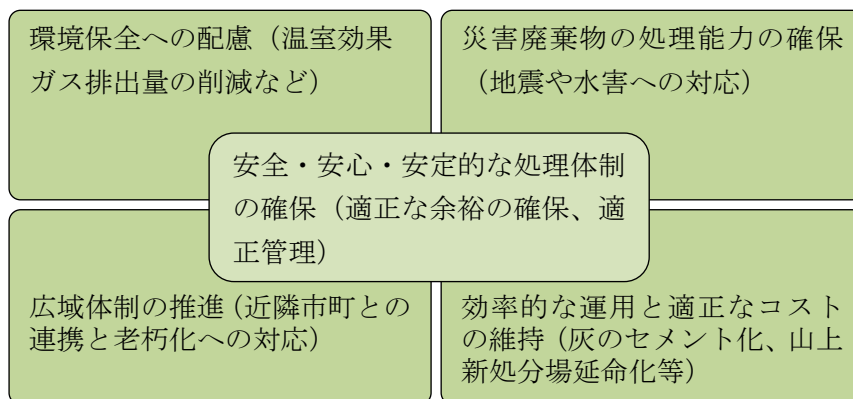 環境保全への配慮（温室効果
ガス排出量の削減など）
災害廃棄物の処理能力の確保
（地震や水害への対応）
安全・安心・安定的な処理体制
の確保（適正な余裕の確保、適
正管理）
広域体制の推進（近隣市町との
連携と老朽化への対応）
効率的な運用と適正なコスト
の維持（灰のセメント化、山上
新処分場延命化等）